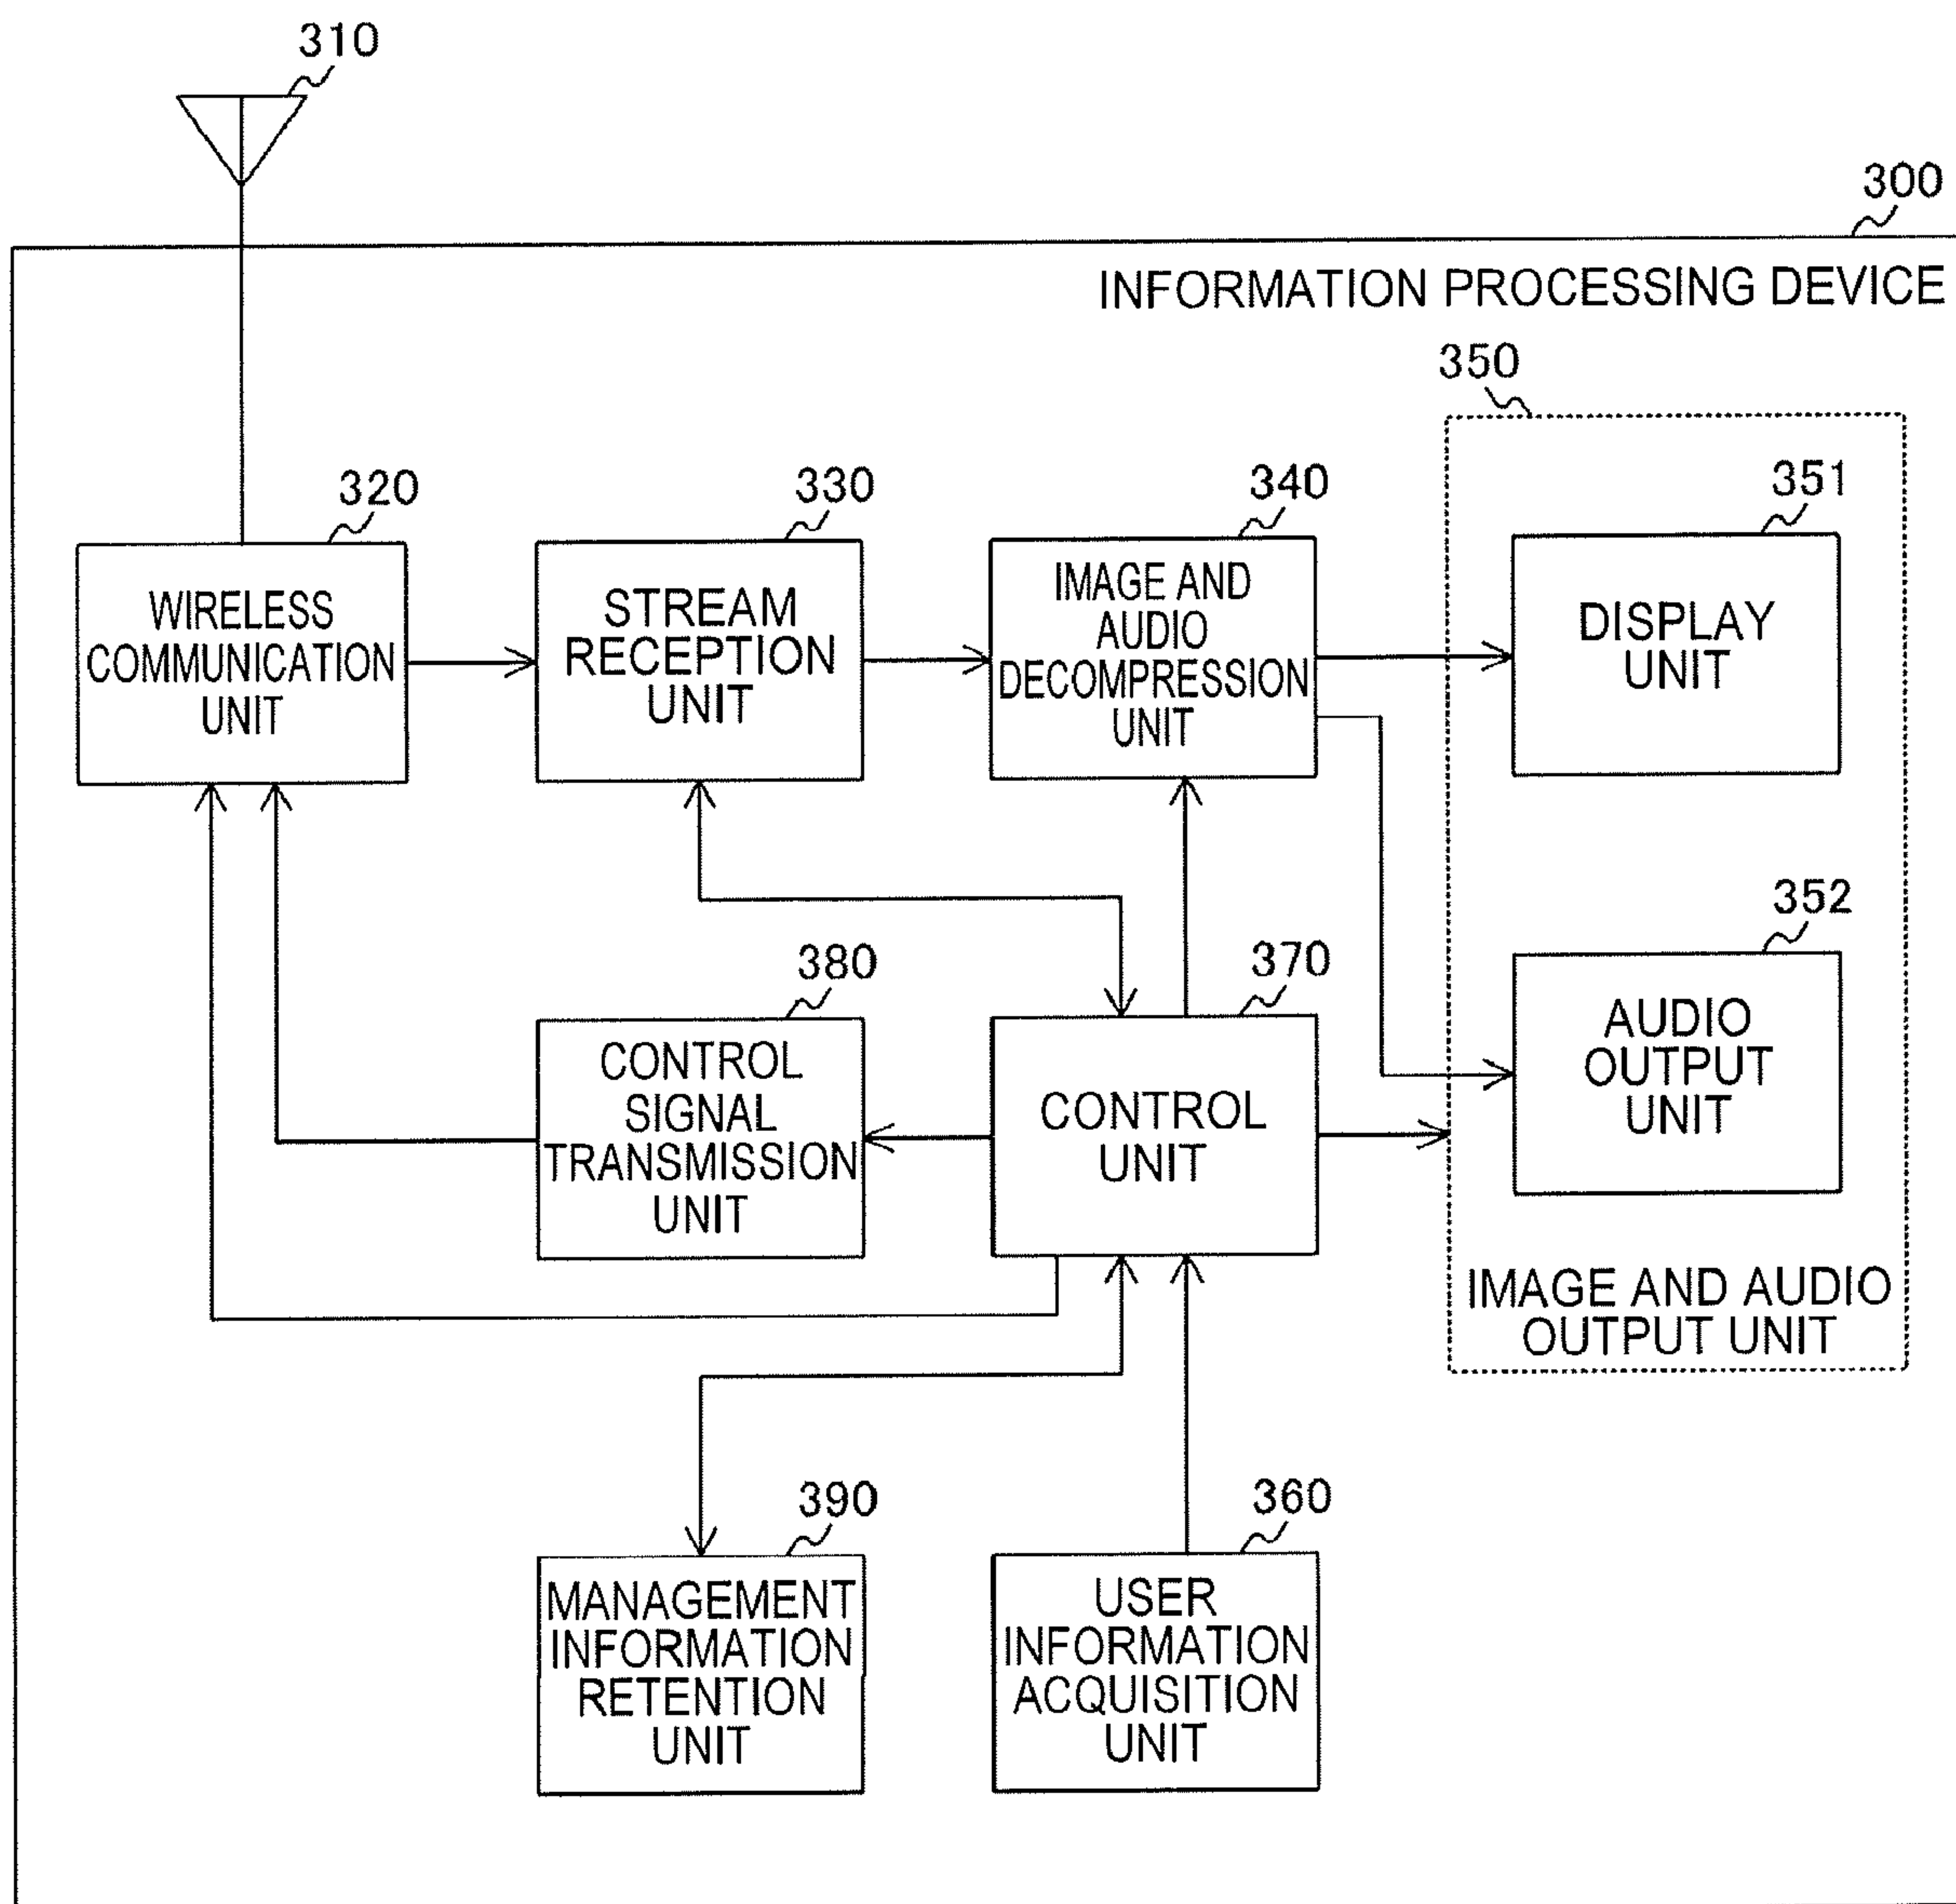 310
300
INFORMATION PROCESSING DEVICE
350
320
330
340
351
WIRELESS
COMMUNICATION
UNIT
STREAM
RECEPTION
UNIT
IMAGE AND
AUDIO
DECOMPRESSION
UNIT
DISPLAY
UNIT
380
370
352
CONTROL
SIGNAL
TRANSMISSION
UNIT
CONTROL
UNIT
AUDIO
OUTPUT
UNIT
IMAGE AND AUDIO
OUTPUT UNIT
390
360
MANAGEMENT
INFORMATION
RETENTION
UNIT
USER
INFORMATION
ACQUISITION
UNIT